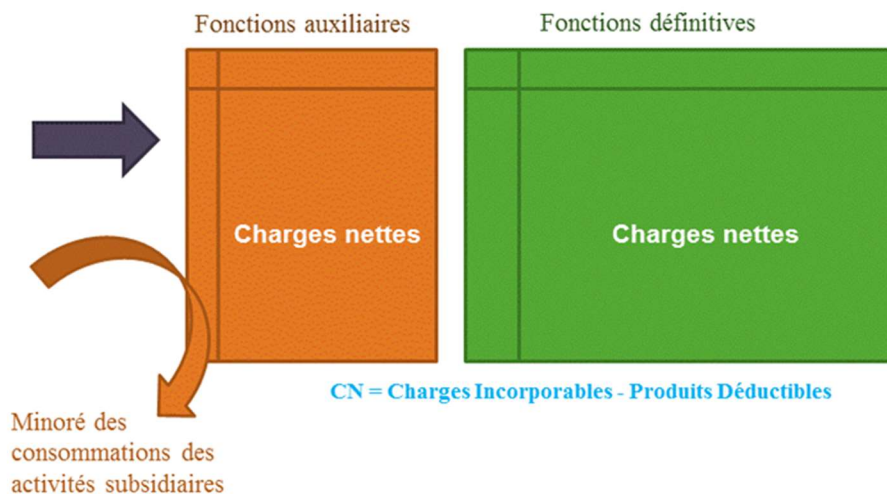 Fonctions auxiliaires
Fonctions définitives
Charges nettes
Charges nettes
CN = Charges Incorporables - Produits Déductibles
Minoré des
consommations des
activités subsidiaires